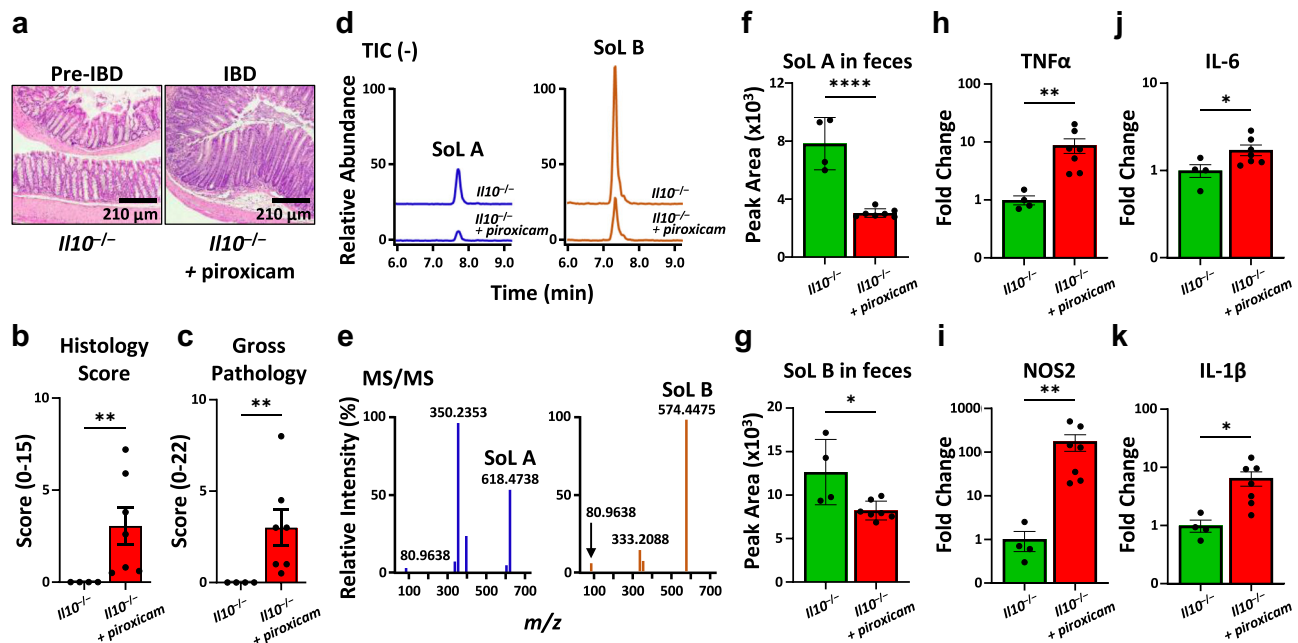 a
Pre-IBD
IBD
210 µm
210 µm
Il10–/–
Il10–/–
+ piroxicam
b
Histology
Score
Score (0-15)
10
5
0
**
Il10–/–
Il10–/–
+ piroxicam
c
Gross
Pathology
Score (0-22)
10
5
0
**
Il10–/–
Il10–/–
+ piroxicam
d
TIC (-)
Relative Abundance
100
50
0
SoL A
Il10–/–
Il10–/–
+ piroxicam
6.0 7.0 8.0 9.0
SoL B
100
50
0
Il10–/–
Il10–/–
+ piroxicam
6.0 7.0 8.0 9.0
Time (min)
e
MS/MS
Relative Intensity (%)
100
50
0
350.2353
SoL A
618.4738
80.9638
100 300 500 700
SoL B
574.4475
100
50
0
80.9638
333.2088
100 300 500 700
m/z
f
SoL A in feces
Peak Area (x10³)
12
10
8
6
4
2
0
****
Il10–/–
Il10–/–
+ piroxicam
g
SoL B in feces
Peak Area (x10³)
20
15
10
5
0
*
Il10–/–
Il10–/–
+ piroxicam
h
TNFα
Fold Change
100
10
1
0
**
Il10–/–
Il10–/–
+ piroxicam
i
NOS2
Fold Change
1000
100
10
1
0
**
Il10–/–
Il10–/–
+ piroxicam
j
IL-6
Fold Change
10
1
0
*
Il10–/–
Il10–/–
+ piroxicam
k
IL-1β
Fold Change
100
10
1
0
*
Il10–/–
Il10–/–
+ piroxicam